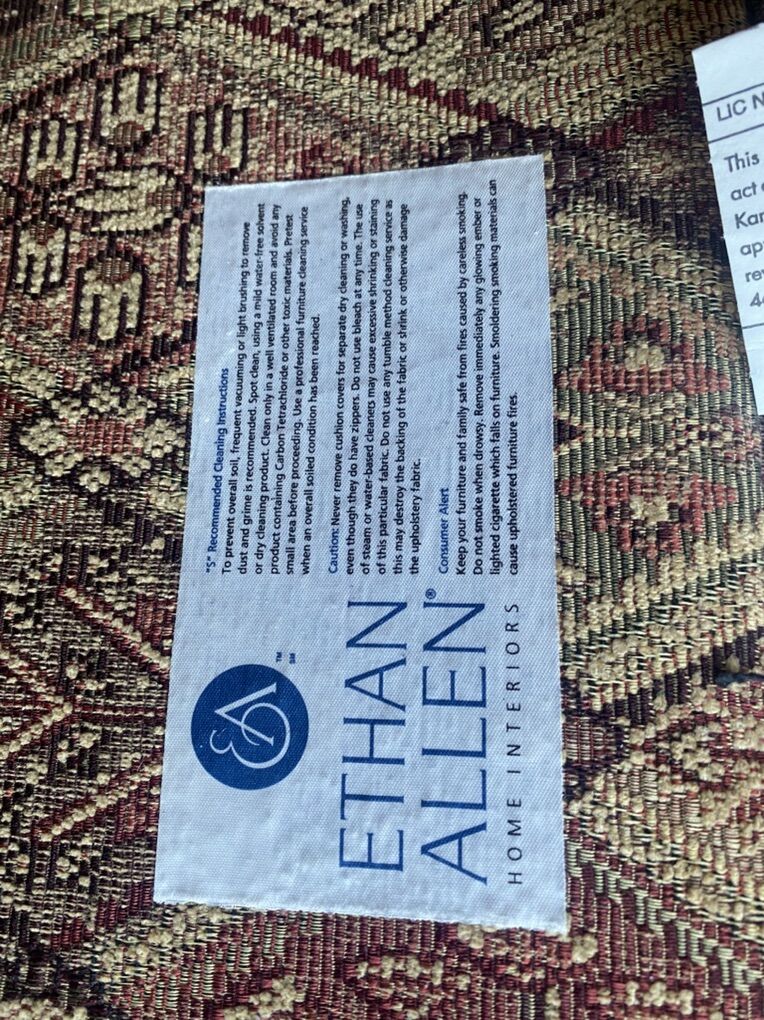 "S" Recommended Cleaning Instructions
To prevent overall soil, frequent vacuuming or light brushing to remove
dust and grime is recommended. Spot clean, using a mild water-free solvent
or dry cleaning product. Clean only in a well ventilated room and avoid any
product containing Carbon Tetrachloride or other toxic materials. Pretest
small area before proceeding. Use a professional furniture cleaning service
when an overall soiled condition has been reached.
Caution: Never remove cushion covers for separate dry cleaning or washing,
even though they do have zippers. Do not use bleach at any time. The use
of steam or water-based cleaners may cause excessive shrinking or staining
of this particular fabric. Do not use any tumble method cleaning service as
this may destroy the backing of the fabric or shrink or otherwise damage
the upholstery fabric.
Consumer Alert
Keep your furniture and family safe from fires caused by careless smoking.
Do not smoke when drowsy. Remove immediately any glowing ember or
lighted cigarette which falls on furniture. Smoldering smoking materials can
cause upholstered furniture fires.
E&A
TM
SM
ETHAN
ALLEN®
HOME INTERIORS
LIC N
This
act
Kan
ap
rev